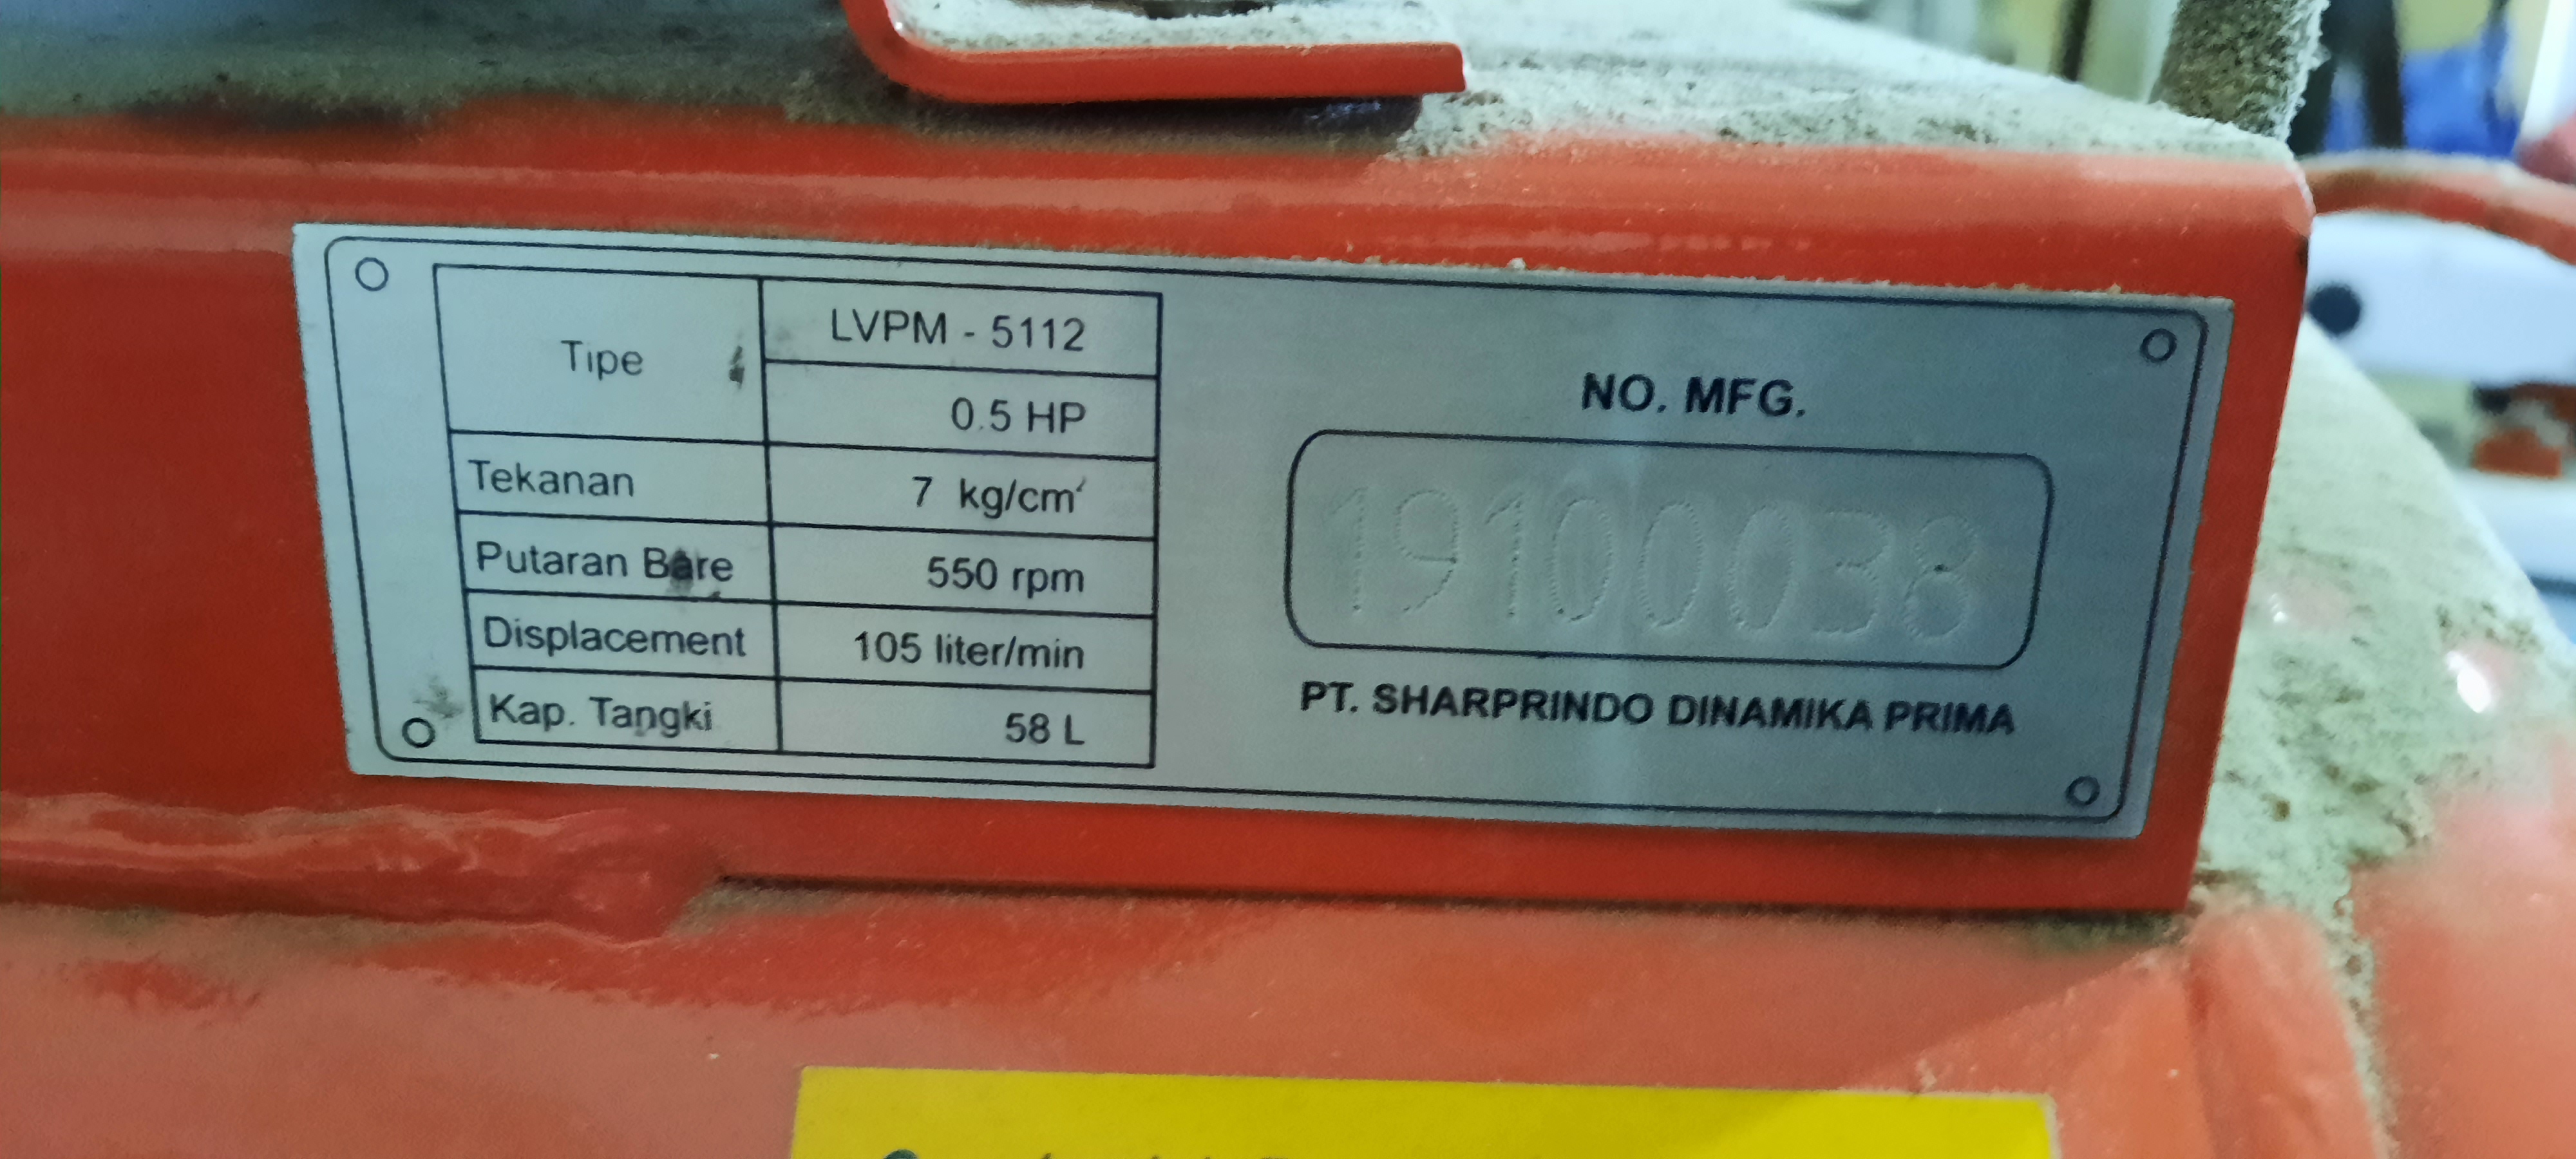 Tipe LVPM - 5112
0.5 HP
Tekanan 7 kg/cm²
Putaran Bare 550 rpm
Displacement 105 liter/min
Kap. Tangki 58 L
NO. MFG.
19100038
PT. SHARPRINDO DINAMIKA PRIMA